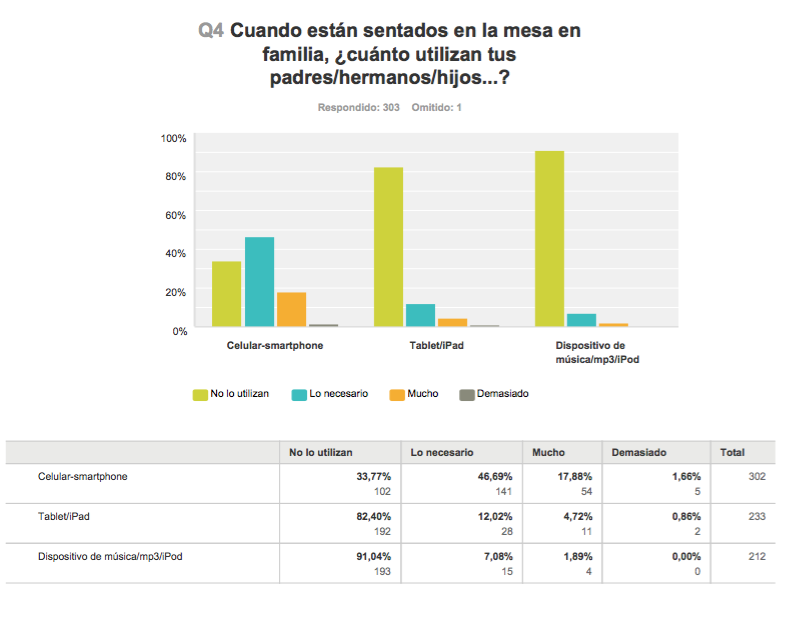 Q4 Cuando están sentados en la mesa en
familia, ¿cuánto utilizan tus
padres/hermanos/hijos...?
Respondido: 303 Omitido: 1
100%
80%
60%
40%
20%
0%
Celular-smartphone Tablet/iPad Dispositivo de
música/mp3/iPod
No lo utilizan Lo necesario Mucho Demasiado
No lo utilizan Lo necesario Mucho Demasiado Total
Celular-smartphone 33,77% 46,69% 17,88% 1,66% 302
102 141 54 5
Tablet/iPad 82,40% 12,02% 4,72% 0,86% 233
192 28 11 2
Dispositivo de música/mp3/iPod 91,04% 7,08% 1,89% 0,00% 212
193 15 4 0